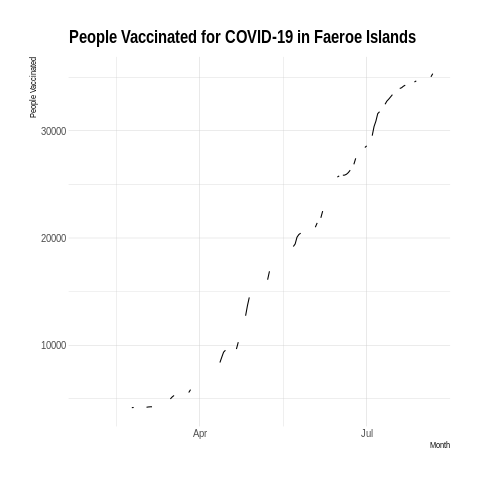 People Vaccinated for COVID-19 in Faeroe Islands
People Vaccinated
30000
20000
10000
Apr
Jul
Month